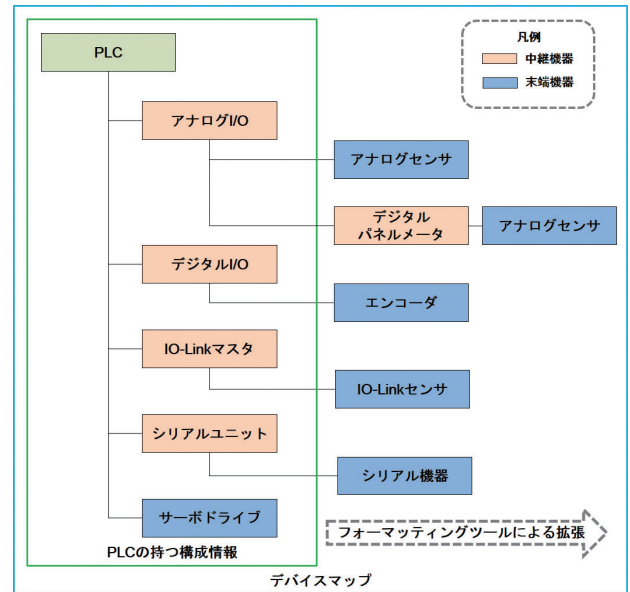 凡例
中継機器
末端機器
PLC
アナログI/O
アナログセンサ
デジタル
パネルメータ
アナログセンサ
デジタルI/O
エンコーダ
IO-Linkマスタ
IO-Linkセンサ
シリアルユニット
シリアル機器
サーボドライブ
フォーマッティングツールによる拡張
PLCの持つ構成情報
デバイスマップ